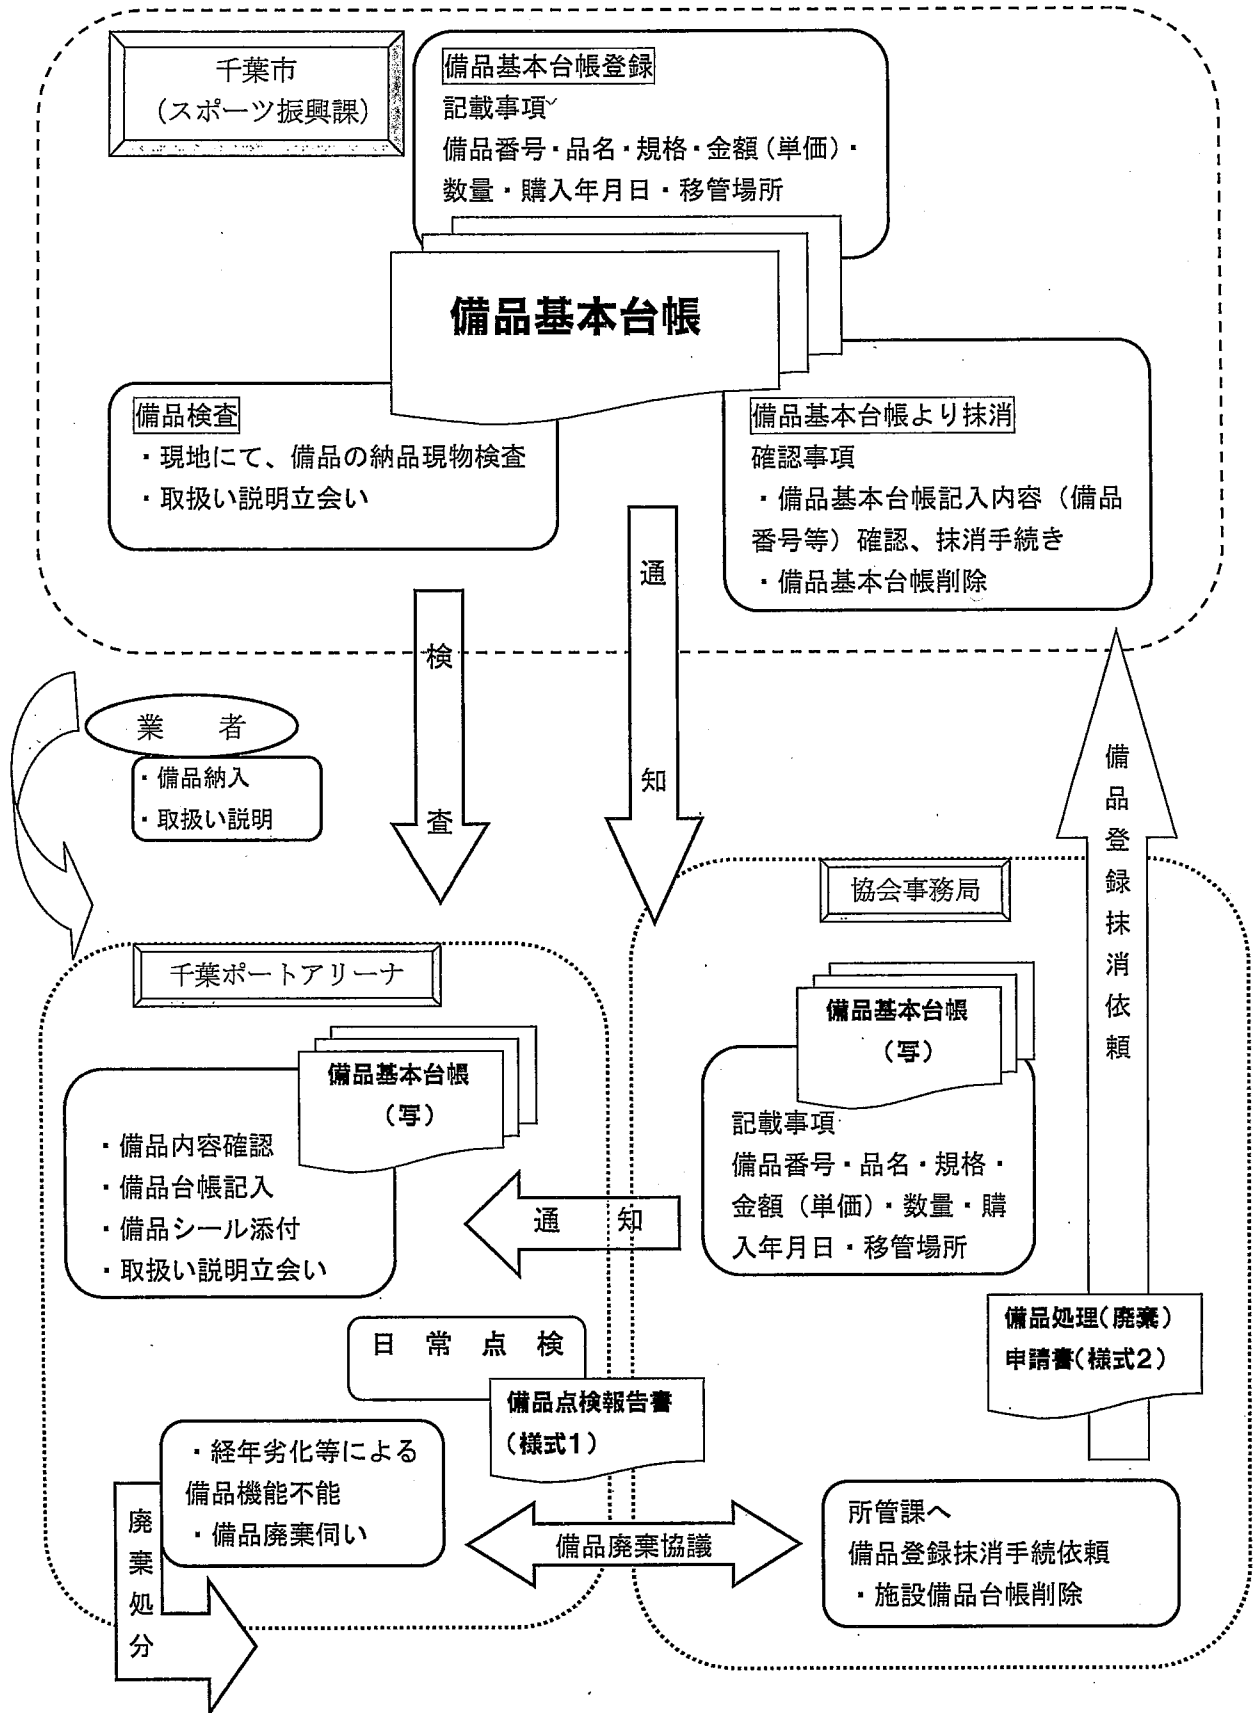 千葉市
（スポーツ振興課）
備品基本台帳登録
記載事項
備品番号・品名・規格・金額（単価）・
数量・購入年月日・移管場所
備品基本台帳
備品検査
・現地にて、備品の納品現物検査
・取扱い説明立会い
備品基本台帳より抹消
確認事項
・備品基本台帳記入内容（備品
番号等）確認、抹消手続き
・備品基本台帳削除
検査
通知
業者
・備品納入
・取扱い説明
備品登録抹消依頼
協会事務局
千葉ポートアリーナ
備品基本台帳
（写）
記載事項
備品番号・品名・規格・
金額（単価）・数量・購
入年月日・移管場所
備品基本台帳
（写）
・備品内容確認
・備品台帳記入
・備品シール添付
・取扱い説明立会い
通知
備品処理（廃棄）
申請書（様式２）
日常点検
備品点検報告書
（様式１）
・経年劣化等による
備品機能不能
・備品廃棄伺い
廃棄処分
備品廃棄協議
所管課へ
備品登録抹消手続依頼
・施設備品台帳削除